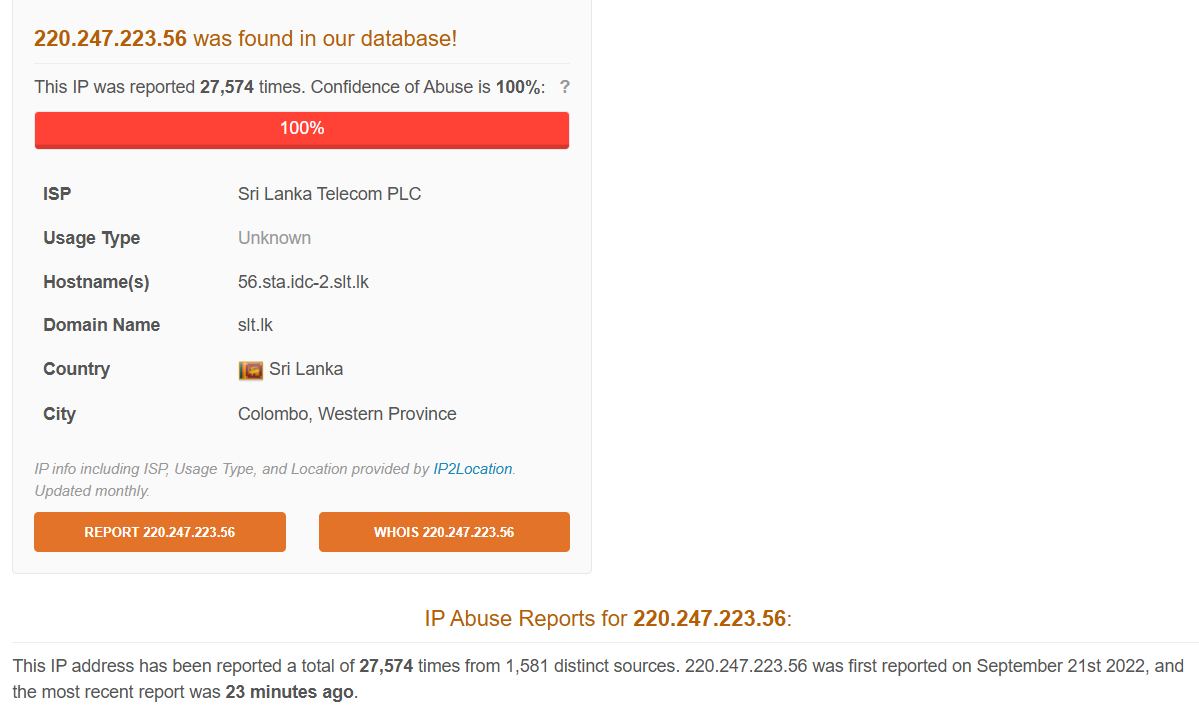 220.247.223.56 was found in our database!
This IP was reported 27,574 times. Confidence of Abuse is 100%: ?
100%
ISP Sri Lanka Telecom PLC
Usage Type Unknown
Hostname(s) 56.sta.idc-2.slt.lk
Domain Name slt.lk
Country Sri Lanka
City Colombo, Western Province
IP info including ISP, Usage Type, and Location provided by IP2Location.
Updated monthly.
REPORT 220.247.223.56 WHOIS 220.247.223.56
IP Abuse Reports for 220.247.223.56:
This IP address has been reported a total of 27,574 times from 1,581 distinct sources. 220.247.223.56 was first reported on September 21st 2022, and
the most recent report was 23 minutes ago.